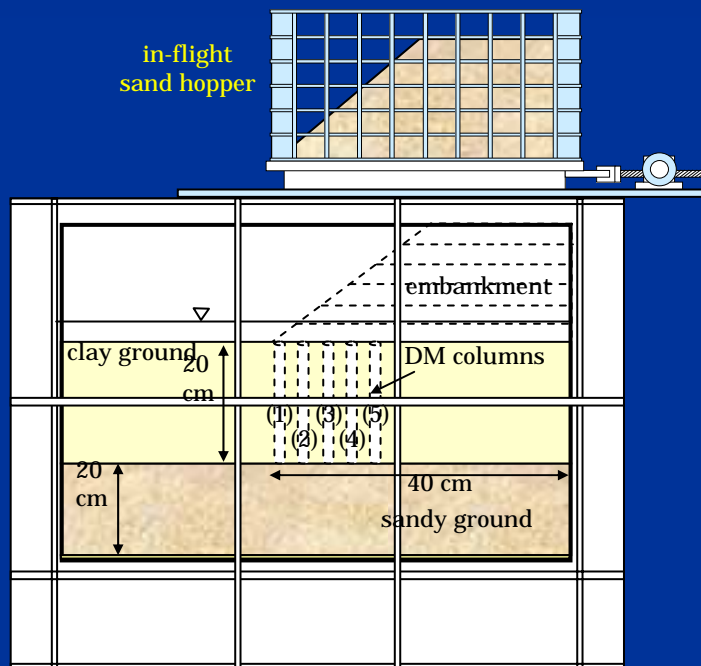 in-flight
sand hopper
embankment
clay ground
20
cm
DM columns
(1)
(2)
(3)
(4)
(5)
20
cm
40 cm
sandy ground